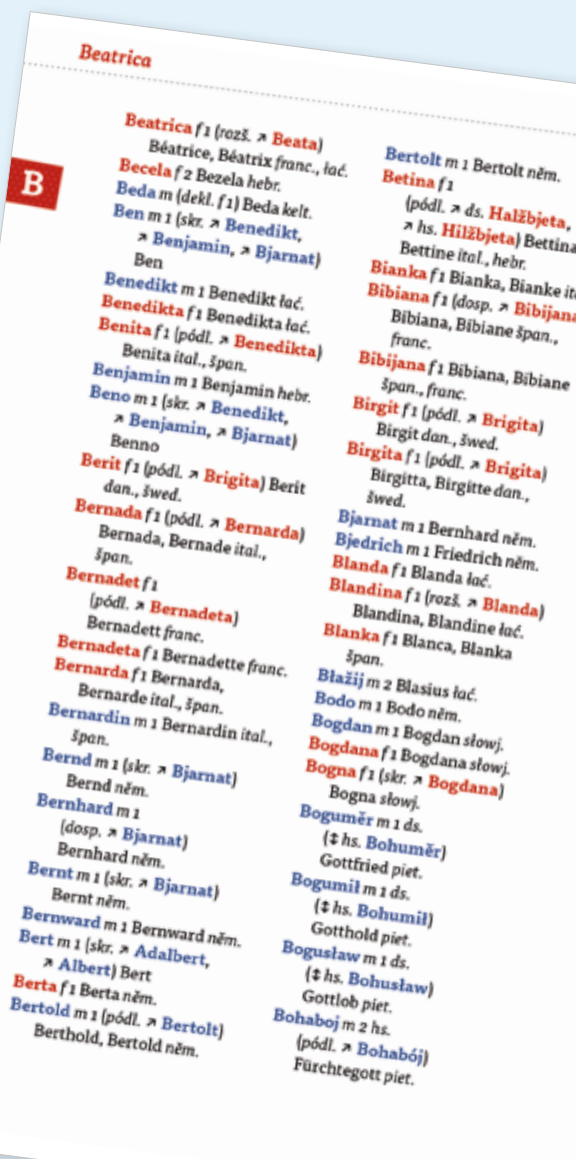 Beatrica
B
Beatrica f 1 (rozš. ↗ Beata)
Béatrice, Béatrix franc., łać.
Becela f 2 Bezela hebr.
Beda m (dekl. f 1) Beda kelt.
Ben m 1 (skr. ↗ Benedikt,
↗ Benjamin, ↗ Bjarnat)
Ben
Benedikt m 1 Benedikt łać.
Benedikta f 1 Benedikta łać.
Benita f 1 (pódl. ↗ Benedikta)
Benita ital., špan.
Benjamin m 1 Benjamin hebr.
Beno m 1 (skr. ↗ Benedikt,
↗ Benjamin, ↗ Bjarnat)
Benno
Berit f 1 (pódl. ↗ Brigita) Berit
dan., šwed.
Bernada f 1 (pódl. ↗ Bernarda)
Bernada, Bernade ital.,
špan.
Bernadet f 1
(pódl. ↗ Bernadeta)
Bernadett franc.
Bernadeta f 1 Bernadette franc.
Bernarda f 1 Bernarda,
Bernarde ital., špan.
Bernardin m 1 Bernardin ital.,
špan.
Bernd m 1 (skr. ↗ Bjarnat)
Bernd něm.
Bernhard m 1
(dosp. ↗ Bjarnat)
Bernhard něm.
Bernt m 1 (skr. ↗ Bjarnat)
Bernt něm.
Bernward m 1 Bernward něm.
Bert m 1 (skr. ↗ Adalbert,
↗ Albert) Bert
Berta f 1 Berta něm.
Bertold m 1 (pódl. ↗ Bertolt)
Berthold, Bertold něm.
Bertolt m 1 Bertolt něm.
Betina f 1
(pódl. ↗ ds. Halžbjeta,
↗ hs. Hilžbjeta) Bettina
Bettine ital., hebr.
Bianka f 1 Bianka, Bianke it
Bibiana f 1 (dosp. ↗ Bibijana
Bibiana, Bibiane špan.,
franc.
Bibijana f 1 Bibiana, Bibiane
špan., franc.
Birgit f 1 (pódl. ↗ Brigita)
Birgit dan., šwed.
Birgita f 1 (pódl. ↗ Brigita)
Birgitta, Birgitte dan.,
šwed.
Bjarnat m 1 Bernhard něm.
Bjedrich m 1 Friedrich něm.
Blanda f 1 Blanda łać.
Blandina f 1 (rozš. ↗ Blanda)
Blandina, Blandine łać.
Blanka f 1 Blanca, Blanka
špan.
Błažij m 2 Blasius łać.
Bodo m 1 Bodo něm.
Bogdan m 1 Bogdan słowj.
Bogdana f 1 Bogdana słowj.
Bogna f 1 (skr. ↗ Bogdana)
Bogna słowj.
Boguměr m 1 ds.
(↕ hs. Bohuměr)
Gottfried piet.
Bogumił m 1 ds.
(↕ hs. Bohumił)
Gotthold piet.
Bogusław m 1 ds.
(↕ hs. Bohusław)
Gottlob piet.
Bohaboj m 2 hs.
(pódl. ↗ Bohabój)
Fürchtegott piet.